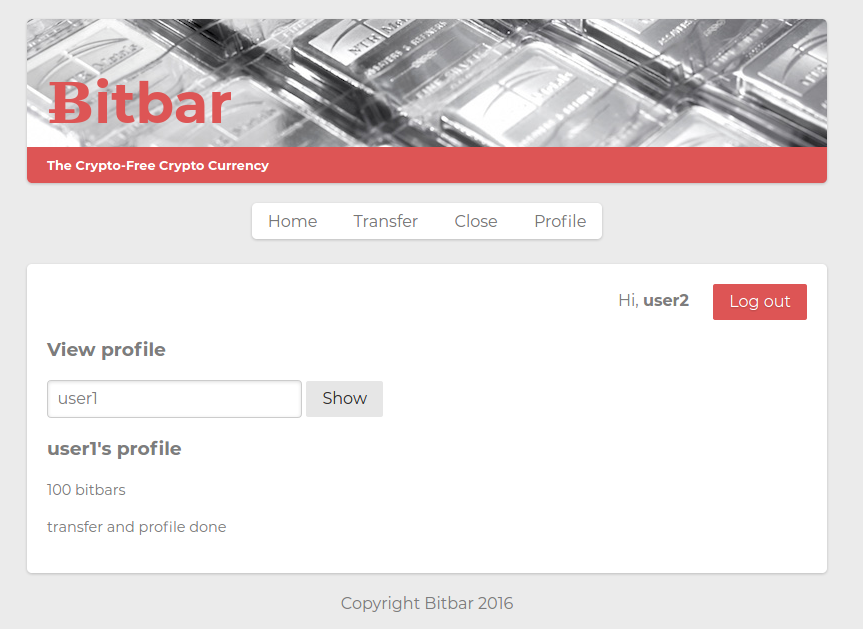 Ƀitbar
The Crypto-Free Crypto Currency
Home Transfer Close Profile
Hi, user2 Log out
View profile
user1 Show
user1's profile
100 bitbars
transfer and profile done
Copyright Bitbar 2016